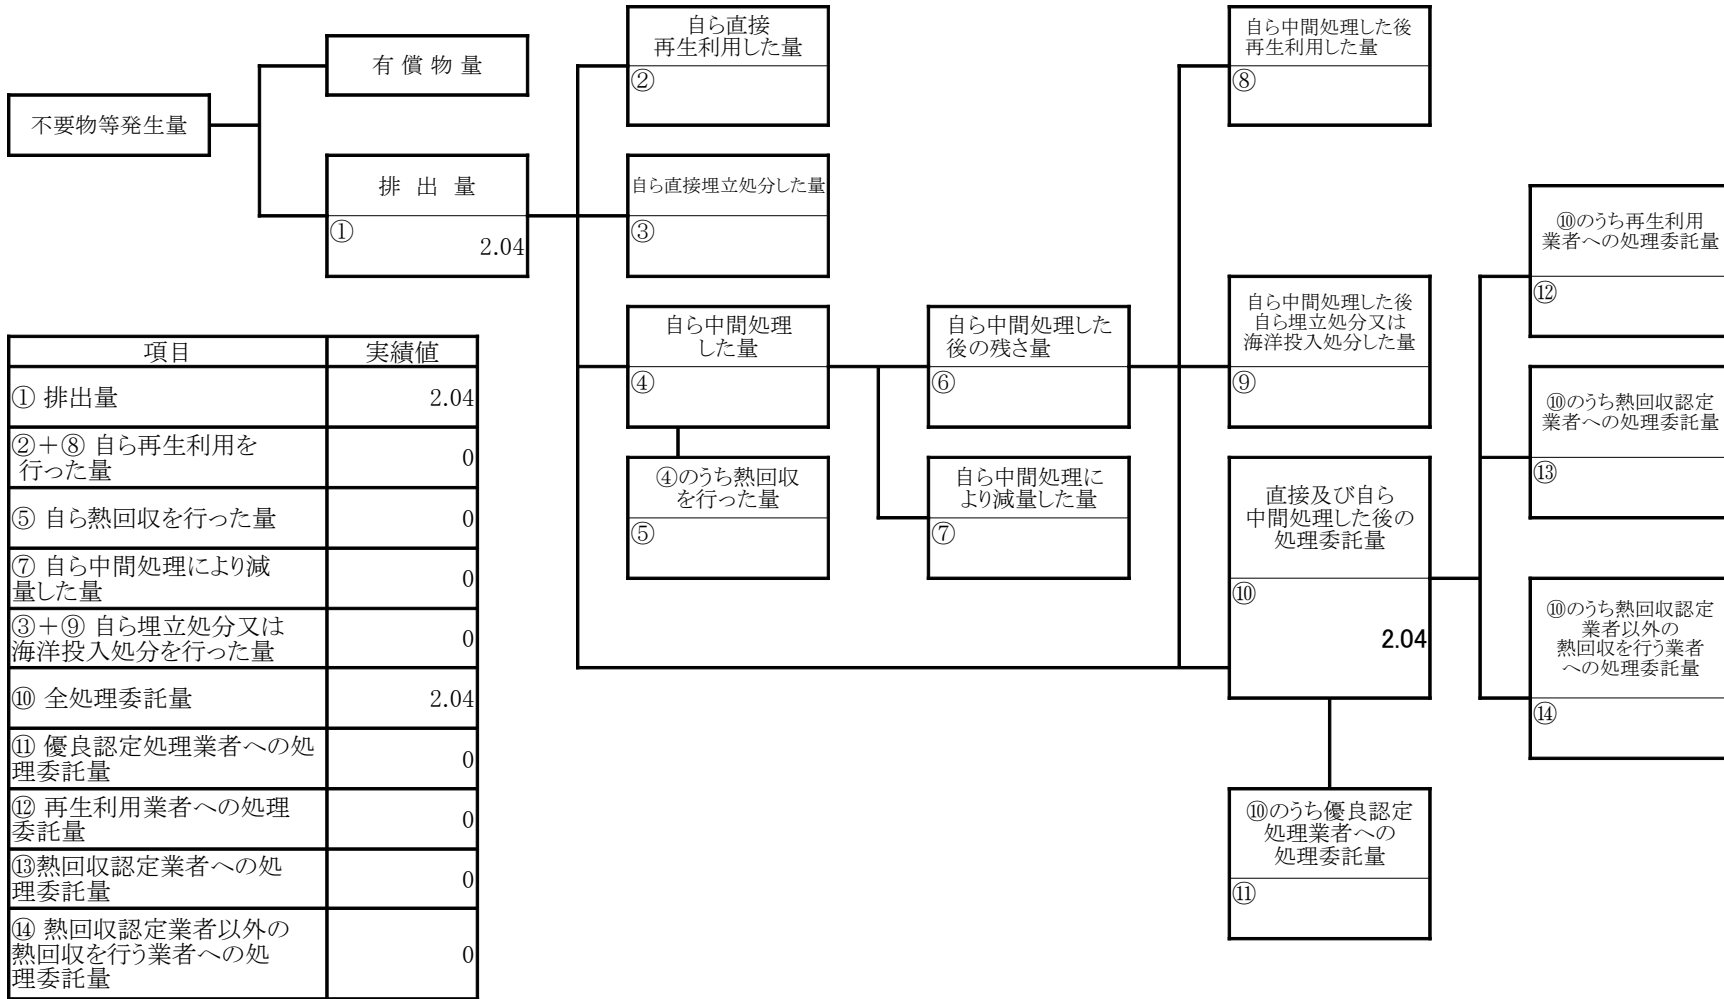 不要物等発生量
有 償 物 量
排 出 量
①
2.04
自ら直接
再生利用した量
②
自ら直接埋立処分した量
③
自ら中間処理
した量
④
④のうち熱回収
を行った量
⑤
自ら中間処理した
後の残さ量
⑥
自ら中間処理に
より減量した量
⑦
自ら中間処理した後
再生利用した量
⑧
自ら中間処理した後
自ら埋立処分又は
海洋投入処分した量
⑨
直接及び自ら
中間処理した後の
処理委託量
⑩
2.04
⑩のうち優良認定
処理業者への
処理委託量
⑪
⑩のうち再生利用
業者への処理委託量
⑫
⑩のうち熱回収認定
業者への処理委託量
⑬
⑩のうち熱回収認定
業者以外の
熱回収を行う業者
への処理委託量
⑭
項目 実績値
① 排出量 2.04
②＋⑧ 自ら再生利用を
行った量 0
⑤ 自ら熱回収を行った量 0
⑦ 自ら中間処理により減
量した量 0
③＋⑨ 自ら埋立処分又は
海洋投入処分を行った量 0
⑩ 全処理委託量 2.04
⑪ 優良認定処理業者への処
理委託量 0
⑫ 再生利用業者への処理
委託量 0
⑬熱回収認定業者への処
理委託量 0
⑭ 熱回収認定業者以外の
熱回収を行う業者への処
理委託量 0